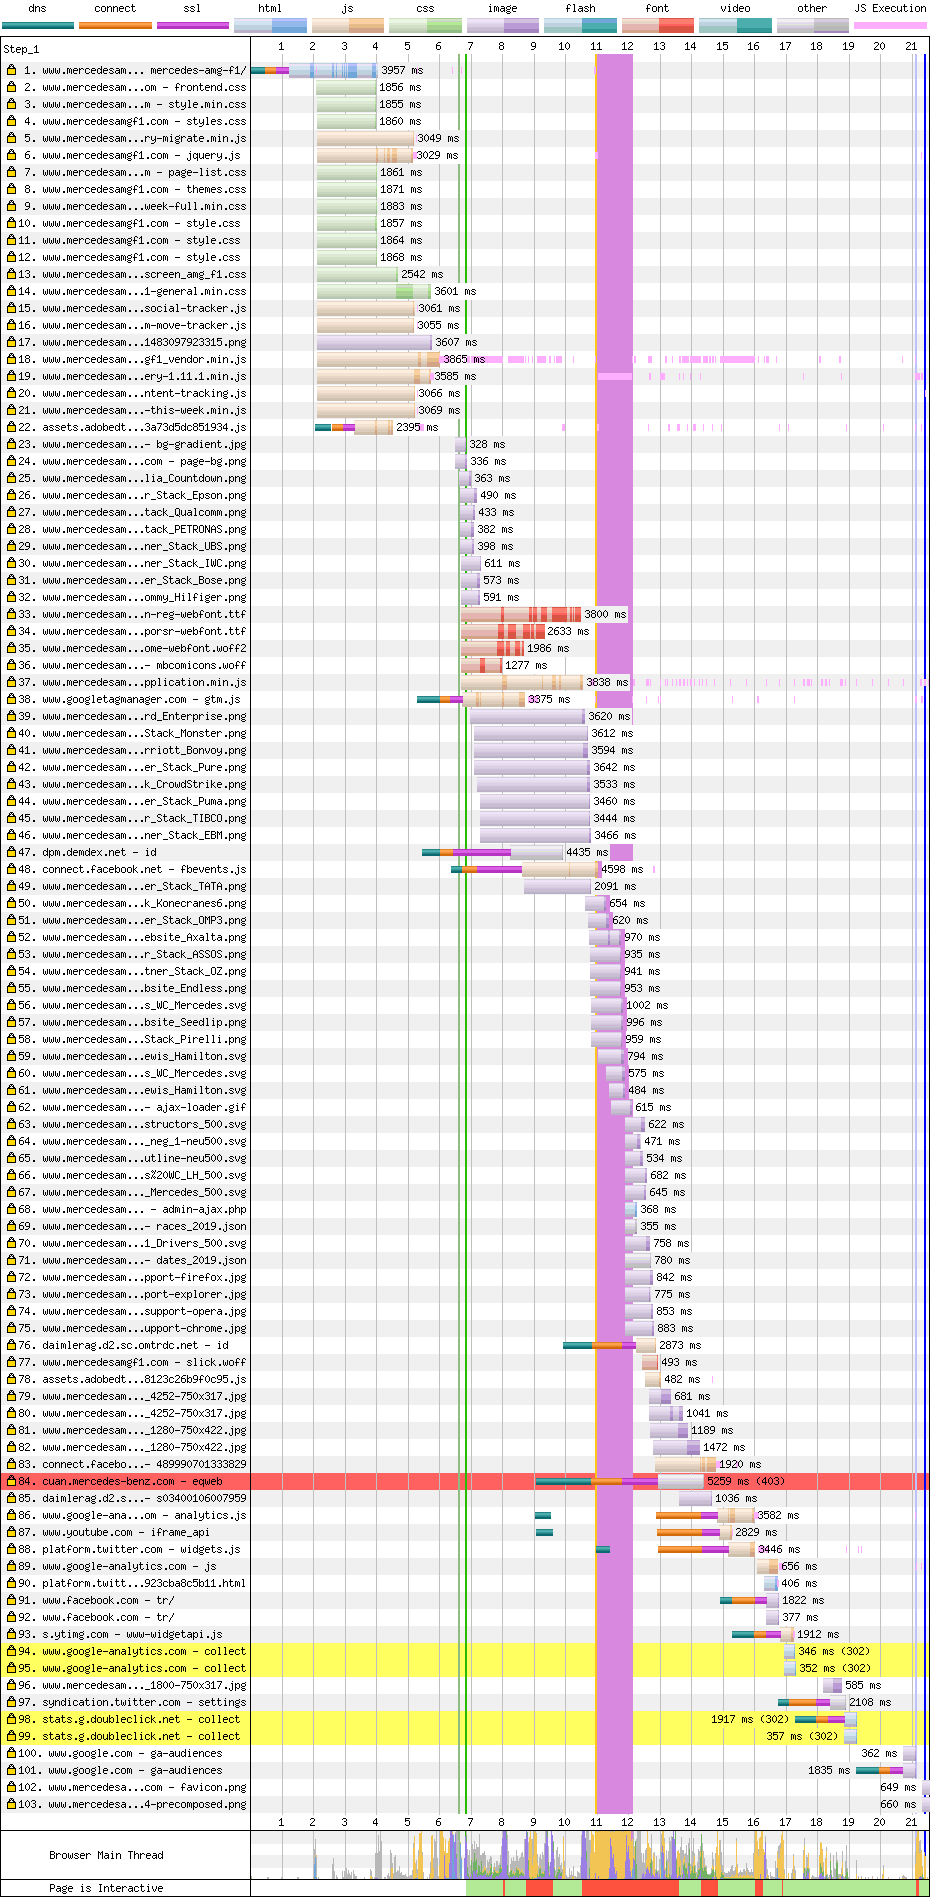 dns connect ssl html js css image flash font video other JS Execution
Step_1 1 2 3 4 5 6 7 8 9 10 11 12 13 14 15 16 17 18 19 20 21
1. www.mercedesam... mercedes-amg-f1/ 3957 ms
2. www.mercedesam...om - frontend.css 1856 ms
3. www.mercedesam...m - style.min.css 1855 ms
4. www.mercedesamgf1.com - styles.css 1860 ms
5. www.mercedesam...ry-migrate.min.js 3049 ms
6. www.mercedesamgf1.com - jquery.js 3029 ms
7. www.mercedesam...m - page-list.css 1861 ms
8. www.mercedesamgf1.com - themes.css 1871 ms
9. www.mercedesam...week-full.min.css 1883 ms
10. www.mercedesamgf1.com - style.css 1857 ms
11. www.mercedesamgf1.com - style.css 1864 ms
12. www.mercedesamgf1.com - style.css 1868 ms
13. www.mercedesam...screen_amg_f1.css 2542 ms
14. www.mercedesam...1-general.min.css 3601 ms
15. www.mercedesam...social-tracker.js 3061 ms
16. www.mercedesam...m-move-tracker.js 3055 ms
17. www.mercedesam...1483097923315.png 3607 ms
18. www.mercedesam...gf1_vendor.min.js 3865 ms
19. www.mercedesam...ery-1.11.1.min.js 3585 ms
20. www.mercedesam...ntent-tracking.js 3066 ms
21. www.mercedesam...-this-week.min.js 3069 ms
22. assets.adobedt...3a73d5dc851934.js 2395 ms
23. www.mercedesam...- bg-gradient.jpg 328 ms
24. www.mercedesam...com - page-bg.png 336 ms
25. www.mercedesam...lia_Countdown.png 363 ms
26. www.mercedesam...r_Stack_Epson.png 490 ms
27. www.mercedesam...tack_Qualcomm.png 433 ms
28. www.mercedesam...tack_PETRONAS.png 382 ms
29. www.mercedesam...ner_Stack_UBS.png 398 ms
30. www.mercedesam...ner_Stack_IWC.png 611 ms
31. www.mercedesam...er_Stack_Bose.png 573 ms
32. www.mercedesam...ommy_Hilfiger.png 591 ms
33. www.mercedesam...n-reg-webfont.ttf 3800 ms
34. www.mercedesam...porsr-webfont.ttf 2633 ms
35. www.mercedesam...ome-webfont.woff2 1986 ms
36. www.mercedesam...- mbcomicons.woff 1277 ms
37. www.mercedesam...pplication.min.js 3838 ms
38. www.googletagmanager.com - gtm.js 3375 ms
39. www.mercedesam...rd_Enterprise.png 3620 ms
40. www.mercedesam...Stack_Monster.png 3612 ms
41. www.mercedesam...rriott_Bonvoy.png 3594 ms
42. www.mercedesam...er_Stack_Pure.png 3642 ms
43. www.mercedesam...k_CrowdStrike.png 3533 ms
44. www.mercedesam...er_Stack_Puma.png 3460 ms
45. www.mercedesam...r_Stack_TIBCO.png 3444 ms
46. www.mercedesam...ner_Stack_EBM.png 3466 ms
47. dpm.demdex.net - id 4435 ms
48. connect.facebook.net - fbevents.js 4598 ms
49. www.mercedesam...er_Stack_TATA.png 2091 ms
50. www.mercedesam...k_Konecranes6.png 654 ms
51. www.mercedesam...er_Stack_OMP3.png 620 ms
52. www.mercedesam...ebsite_Axalta.png 970 ms
53. www.mercedesam...r_Stack_ASSOS.png 935 ms
54. www.mercedesam...tner_Stack_OZ.png 941 ms
55. www.mercedesam...bsite_Endless.png 953 ms
56. www.mercedesam...s_WC_Mercedes.svg 1002 ms
57. www.mercedesam...bsite_Seedlip.png 996 ms
58. www.mercedesam...Stack_Pirelli.png 959 ms
59. www.mercedesam...ewis_Hamilton.svg 794 ms
60. www.mercedesam...s_WC_Mercedes.svg 575 ms
61. www.mercedesam...ewis_Hamilton.svg 484 ms
62. www.mercedesam...- ajax-loader.gif 615 ms
63. www.mercedesam...structors_500.svg 622 ms
64. www.mercedesam..._neg_1-neu500.svg 471 ms
65. www.mercedesam...utline-neu500.svg 534 ms
66. www.mercedesam...s%20WC_LH_500.svg 682 ms
67. www.mercedesam..._Mercedes_500.svg 645 ms
68. www.mercedesam... - admin-ajax.php 368 ms
69. www.mercedesam...- races_2019.json 355 ms
70. www.mercedesam...1_Drivers_500.svg 758 ms
71. www.mercedesam...- dates_2019.json 780 ms
72. www.mercedesam...pport-firefox.jpg 842 ms
73. www.mercedesam...port-explorer.jpg 775 ms
74. www.mercedesam...support-opera.jpg 853 ms
75. www.mercedesam...upport-chrome.jpg 883 ms
76. daimlerag.d2.sc.omtrdc.net - id 2873 ms
77. www.mercedesamgf1.com - slick.woff 493 ms
78. assets.adobedt...8123c26b9f0c95.js 482 ms
79. www.mercedesam..._4252-750x317.jpg 681 ms
80. www.mercedesam..._4252-750x317.jpg 1041 ms
81. www.mercedesam..._1280-750x422.jpg 1189 ms
82. www.mercedesam..._1280-750x422.jpg 1472 ms
83. connect.facebo... - 489990701333829 1920 ms
84. cuan.mercedes-benz.com - eqweb 5259 ms (403)
85. daimlerag.d2.s...- s03400106007959 1036 ms
86. www.google-ana...om - analytics.js 3582 ms
87. www.youtube.com - iframe_api 2829 ms
88. platform.twitter.com - widgets.js 3446 ms
89. www.google-analytics.com - js 656 ms
90. platform.twitt...923cba8c5b11.html 406 ms
91. www.facebook.com - tr/ 1822 ms
92. www.facebook.com - tr/ 377 ms
93. s.ytimg.com - www-widgetapi.js 1912 ms
94. www.google-analytics.com - collect 346 ms (302)
95. www.google-analytics.com - collect 352 ms (302)
96. www.mercedesam..._1800-750x317.jpg 585 ms
97. syndication.twitter.com - settings 2108 ms
98. stats.g.doubleclick.net - collect 1917 ms (302)
99. stats.g.doubleclick.net - collect 357 ms (302)
100. www.google.com - ga-audiences 362 ms
101. www.google.com - ga-audiences 1835 ms
102. www.mercedesa...com - favicon.png 649 ms
103. www.mercedesa...4-precomposed.png 660 ms
1 2 3 4 5 6 7 8 9 10 11 12 13 14 15 16 17 18 19 20 21
Browser Main Thread
Page is Interactive